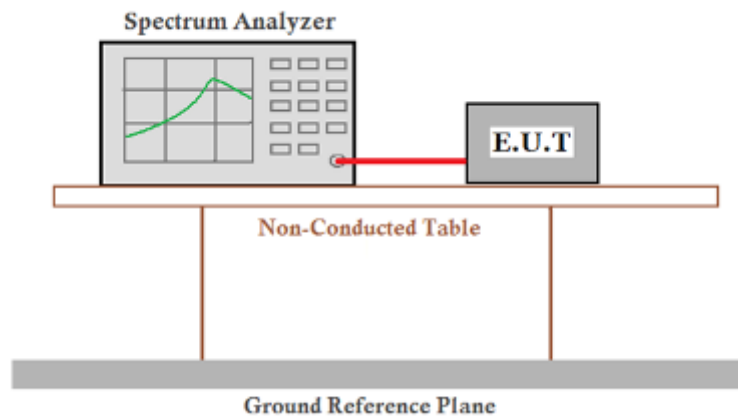 Spectrum Analyzer
E.U.T
Non-Conducted Table
Ground Reference Plane